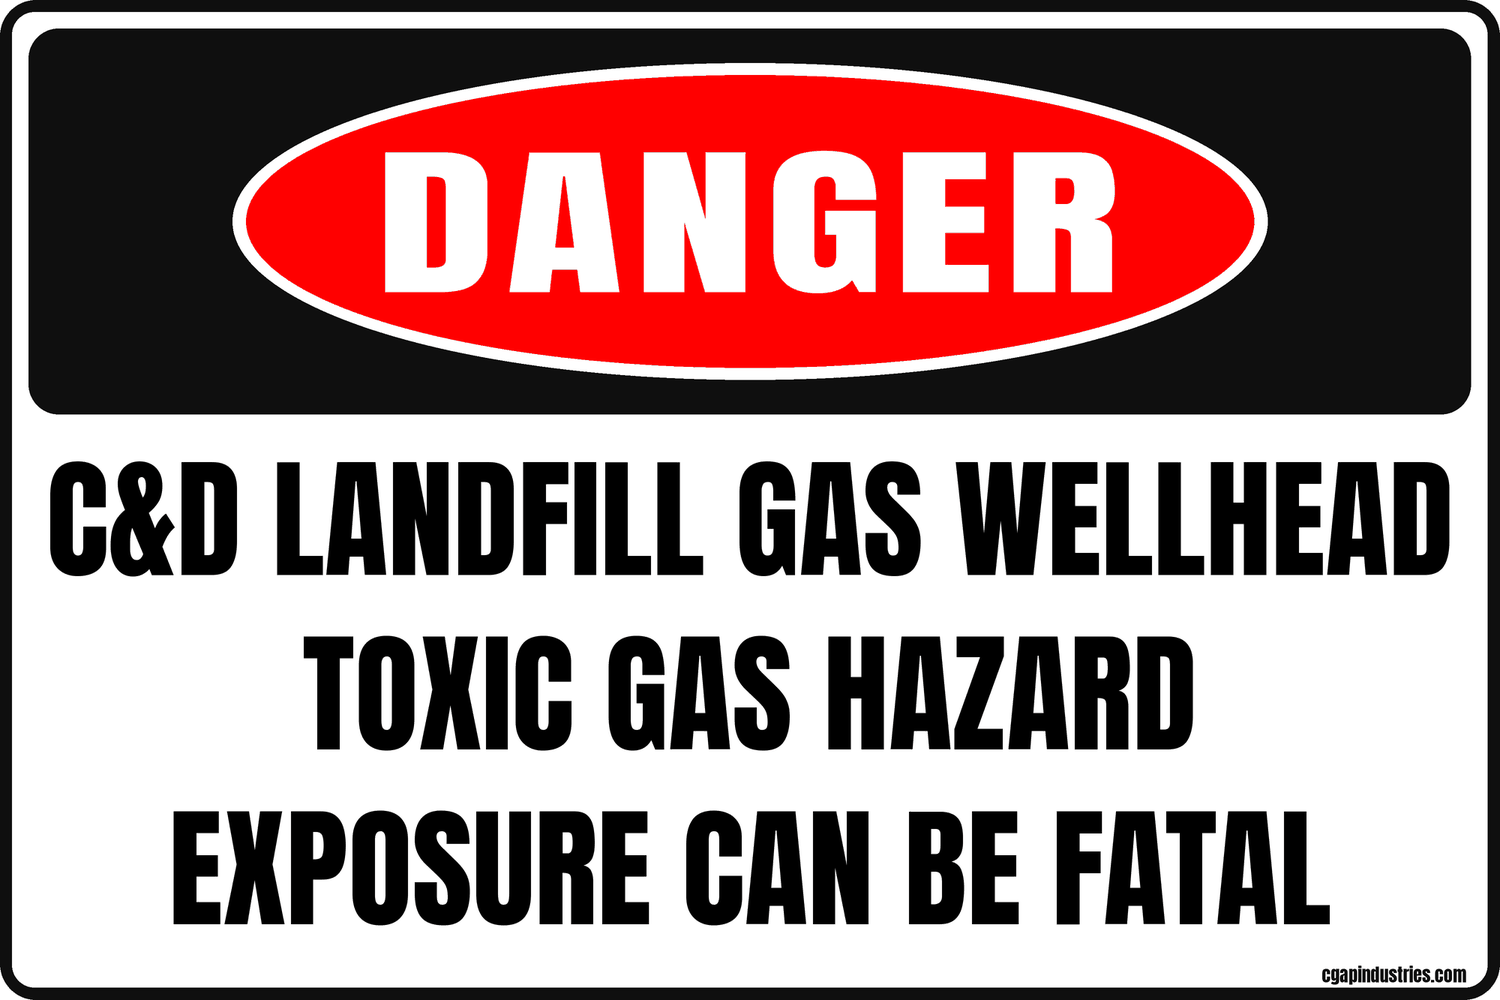 DANGER
C&D LANDFILL GAS WELLHEAD
TOXIC GAS HAZARD
EXPOSURE CAN BE FATAL
cgapindustries.com